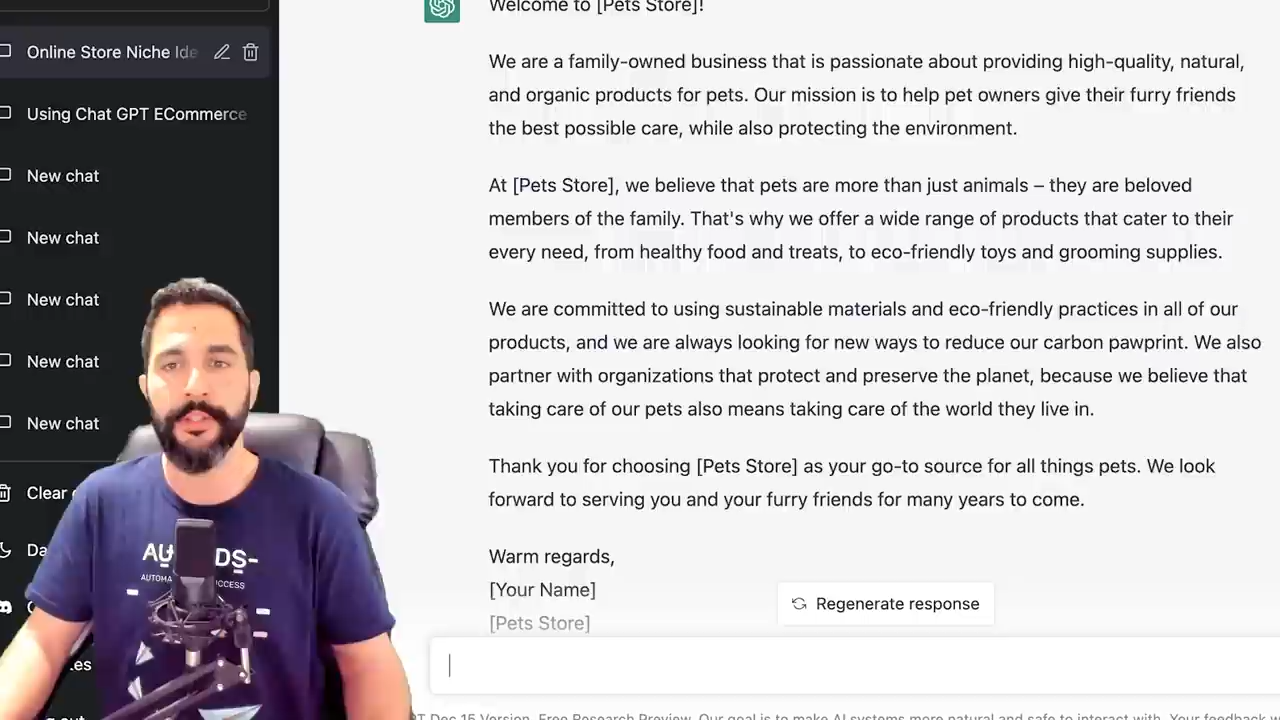 Welcome to [Pets Store]!
Online Store Niche Ide
We are a family-owned business that is passionate about providing high-quality, natural,
and organic products for pets. Our mission is to help pet owners give their furry friends
the best possible care, while also protecting the environment.
Using Chat GPT ECommerce
New chat
At [Pets Store], we believe that pets are more than just animals – they are beloved
members of the family. That's why we offer a wide range of products that cater to their
every need, from healthy food and treats, to eco-friendly toys and grooming supplies.
New chat
New chat
We are committed to using sustainable materials and eco-friendly practices in all of our
products, and we are always looking for new ways to reduce our carbon pawprint. We also
partner with organizations that protect and preserve the planet, because we believe that
taking care of our pets also means taking care of the world they live in.
New chat
New chat
Thank you for choosing [Pets Store] as your go-to source for all things pets. We look
forward to serving you and your furry friends for many years to come.
Clear
Warm regards,
[Your Name]
[Pets Store]
Regenerate response
Dec 15 Version. Free Research Preview. Our goal is to make AI systems more natural and safe to interact with. Your feedback